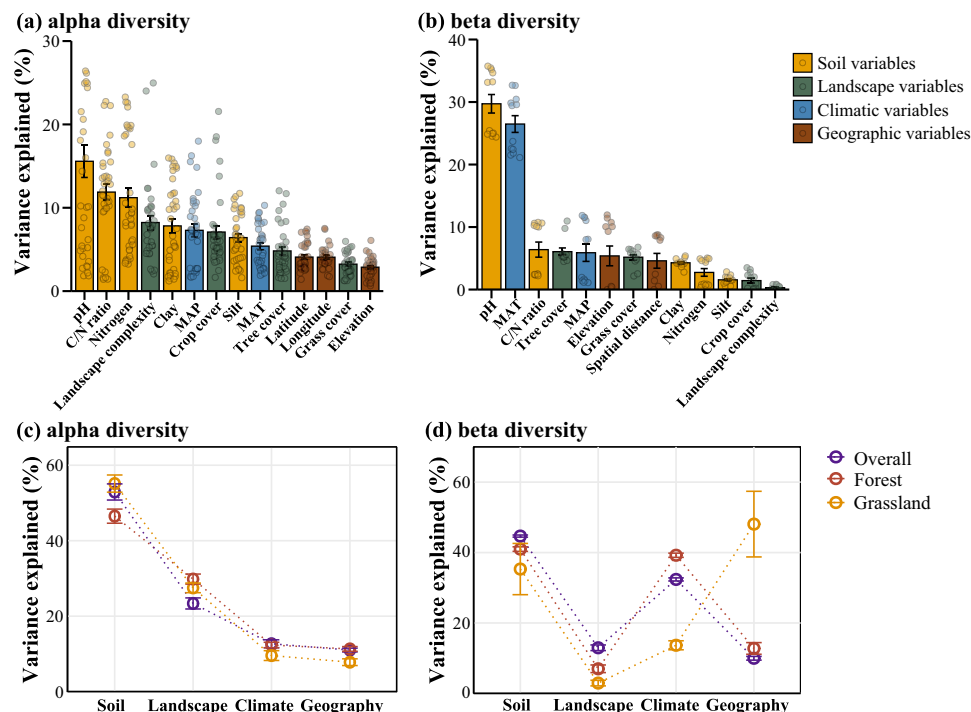 (a) alpha diversity
Variance explained (%)
30
20
10
0
pH
C/N ratio
Nitrogen
Landscape complexity
Clay
MAP
Crop cover
Silt
MAT
Tree cover
Latitude
Longitude
Grass cover
Elevation
(b) beta diversity
Variance explained (%)
40
30
20
10
0
pH
MAT
C/N ratio
Tree cover
MAP
Elevation
Grass cover
Spatial distance
Clay
Nitrogen
Silt
Crop cover
Landscape complexity
Soil variables
Landscape variables
Climatic variables
Geographic variables
(c) alpha diversity
Variance explained (%)
60
40
20
0
Soil
Landscape
Climate
Geography
(d) beta diversity
Variance explained (%)
60
40
20
0
Soil
Landscape
Climate
Geography
Overall
Forest
Grassland